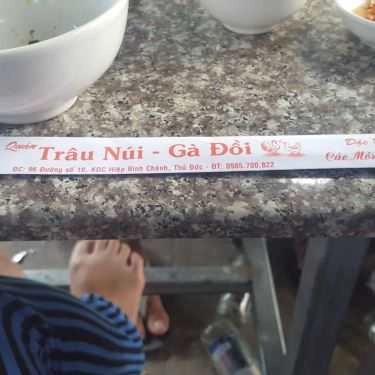 Quán
Trâu Núi - Gà Đồi
ĐC: 96 Đường số 18, KDC Hiệp Bình Chánh, Thủ Đức - ĐT: 0985.700.822
Các Món